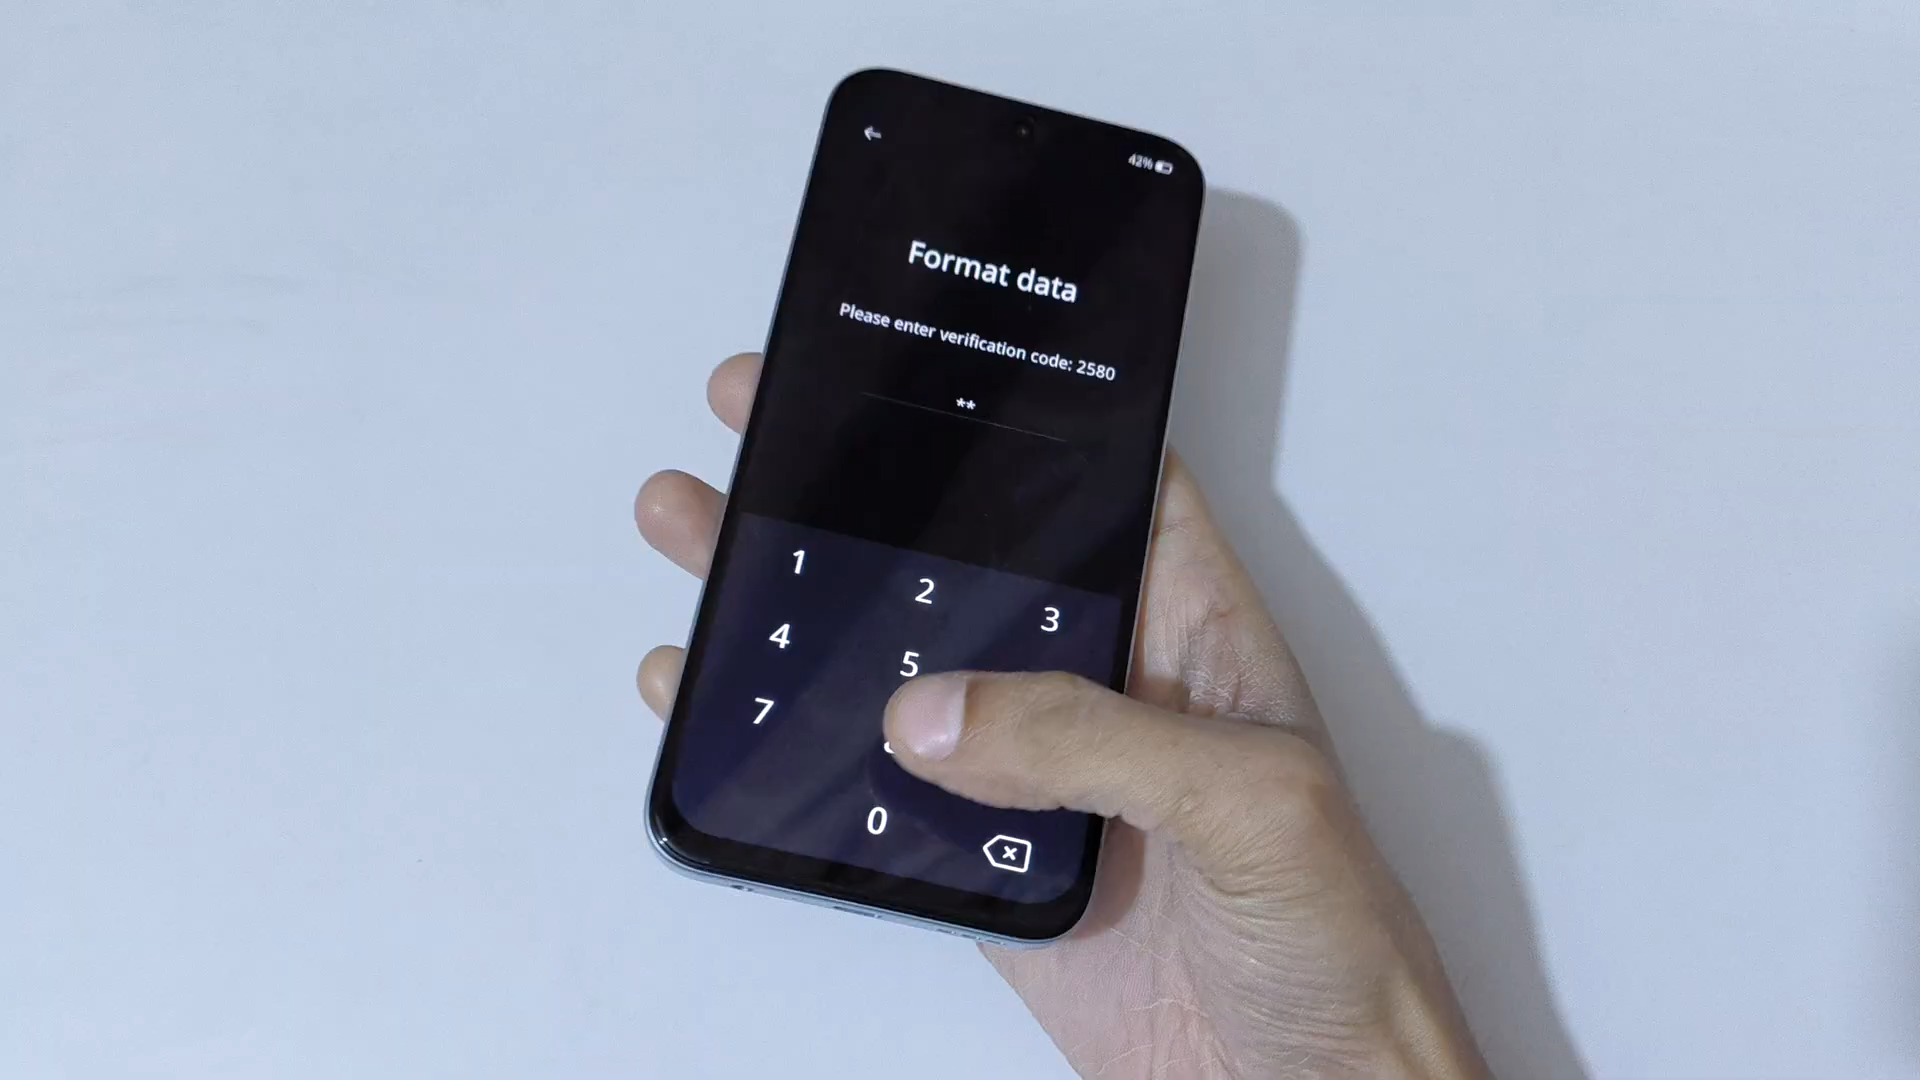 42%
Format data
Please enter verification code: 2580
**
1 2 3
4 5
7
0